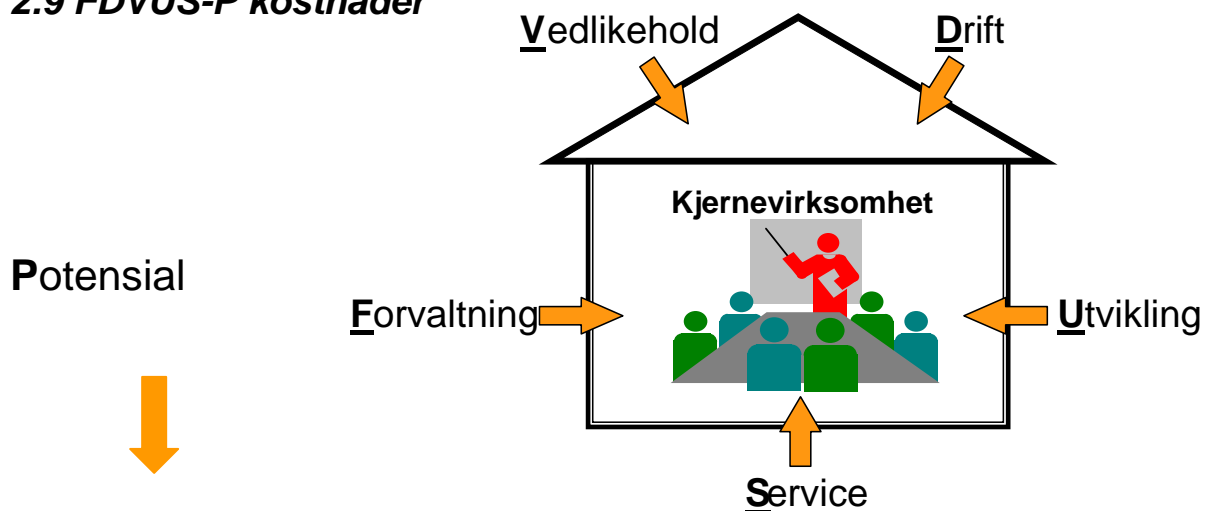 2.9 FDVUS-P kostnader
Vedlikehold
Drift
Kjernevirksomhet
Potensial
Forvaltning
Utvikling
Service